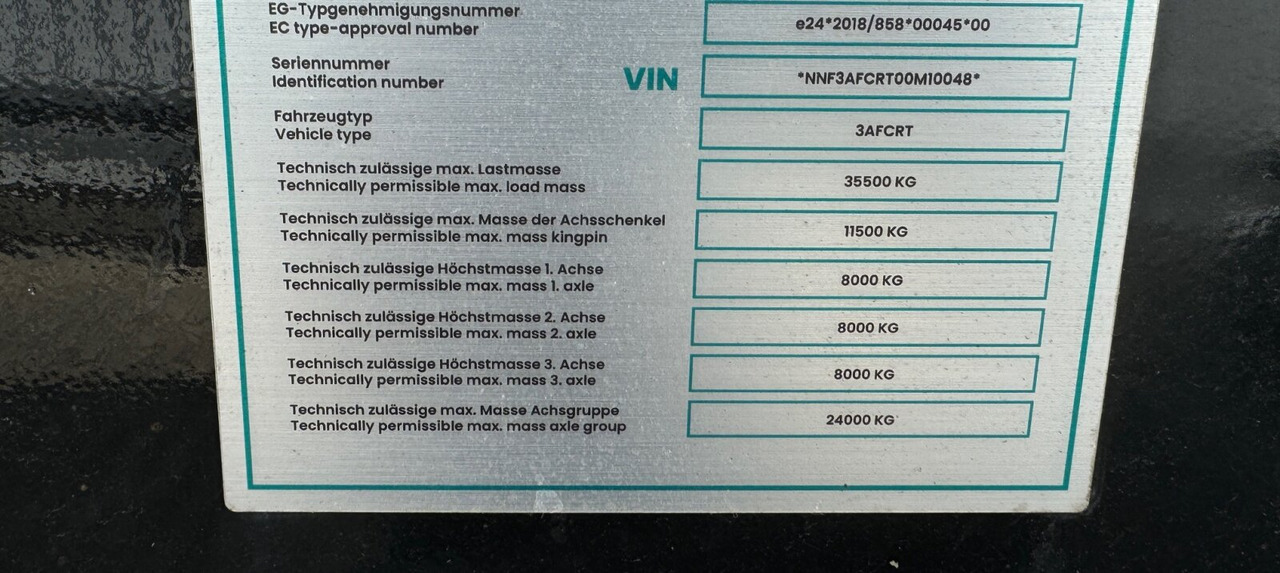 EG-Typgenehmigungsnummer
EC type-approval number
e24*2018/858*00045*00
Seriennummer
Identification number
VIN
*NNF3AFCRT00M10048*
Fahrzeugtyp
Vehicle type
3AFCRT
Technisch zulässige max. Lastmasse
Technically permissible max. load mass
35500 KG
Technisch zulässige max. Masse der Achsschenkel
Technically permissible max. mass kingpin
11500 KG
Technisch zulässige Höchstmasse 1. Achse
Technically permissible max. mass 1. axle
8000 KG
Technisch zulässige Höchstmasse 2. Achse
Technically permissible max. mass 2. axle
8000 KG
Technisch zulässige Höchstmasse 3. Achse
Technically permissible max. mass 3. axle
8000 KG
Technisch zulässige max. Masse Achsgruppe
Technically permissible max. mass axle group
24000 KG